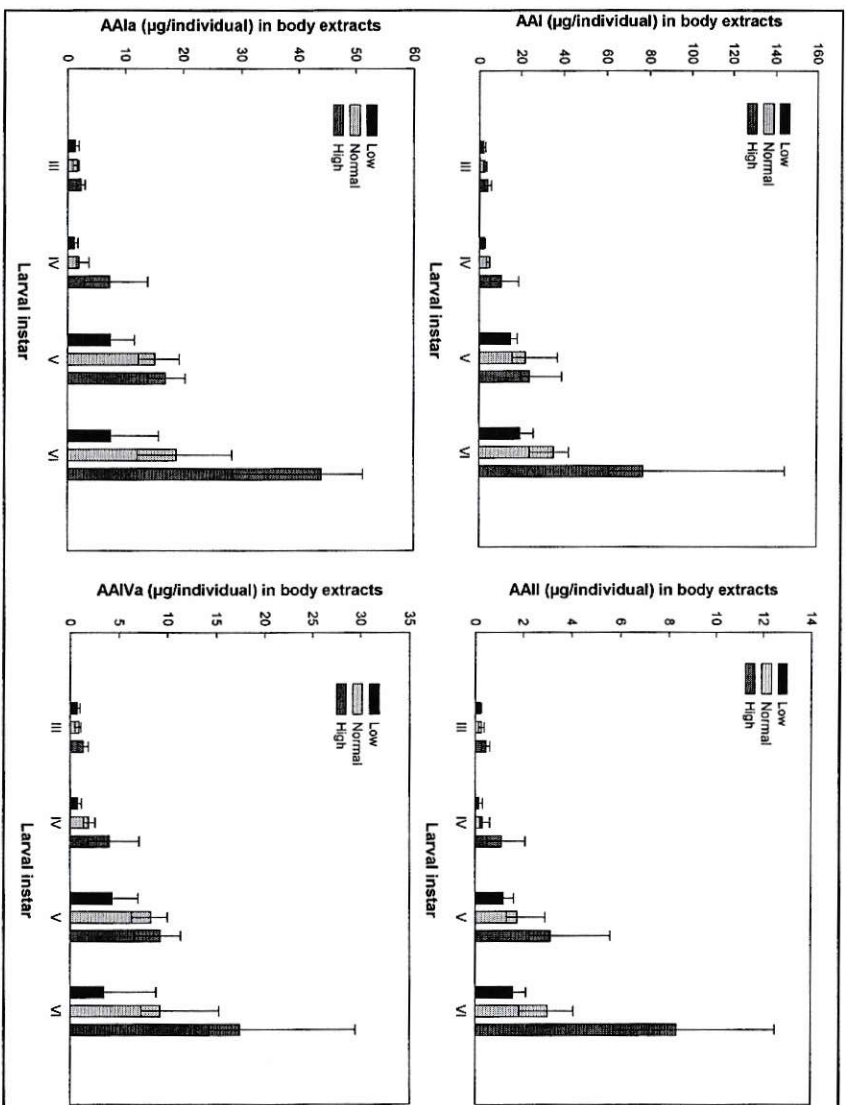 AAI (µg/individual) in body extracts
160
140
120
100
80
60
40
20
0
Low
Normal
High
III
IV
V
VI
Larval instar
AAII (µg/individual) in body extracts
14
12
10
8
6
4
2
0
Low
Normal
High
III
IV
V
VI
Larval instar
AAIa (µg/individual) in body extracts
60
50
40
30
20
10
0
Low
Normal
High
III
IV
V
VI
Larval instar
AAIVa (µg/individual) in body extracts
35
30
25
20
15
10
5
0
Low
Normal
High
III
IV
V
VI
Larval instar